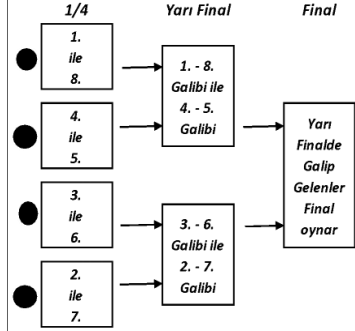 1/4
Yarı Final
Final
1.
ile
8.
4.
ile
5.
3.
ile
6.
2.
ile
7.
1. - 8.
Galibi ile
4. - 5.
Galibi
3. - 6.
Galibi ile
2. - 7.
Galibi
Yarı
Finalde
Galip
Gelenler
Final
oynar